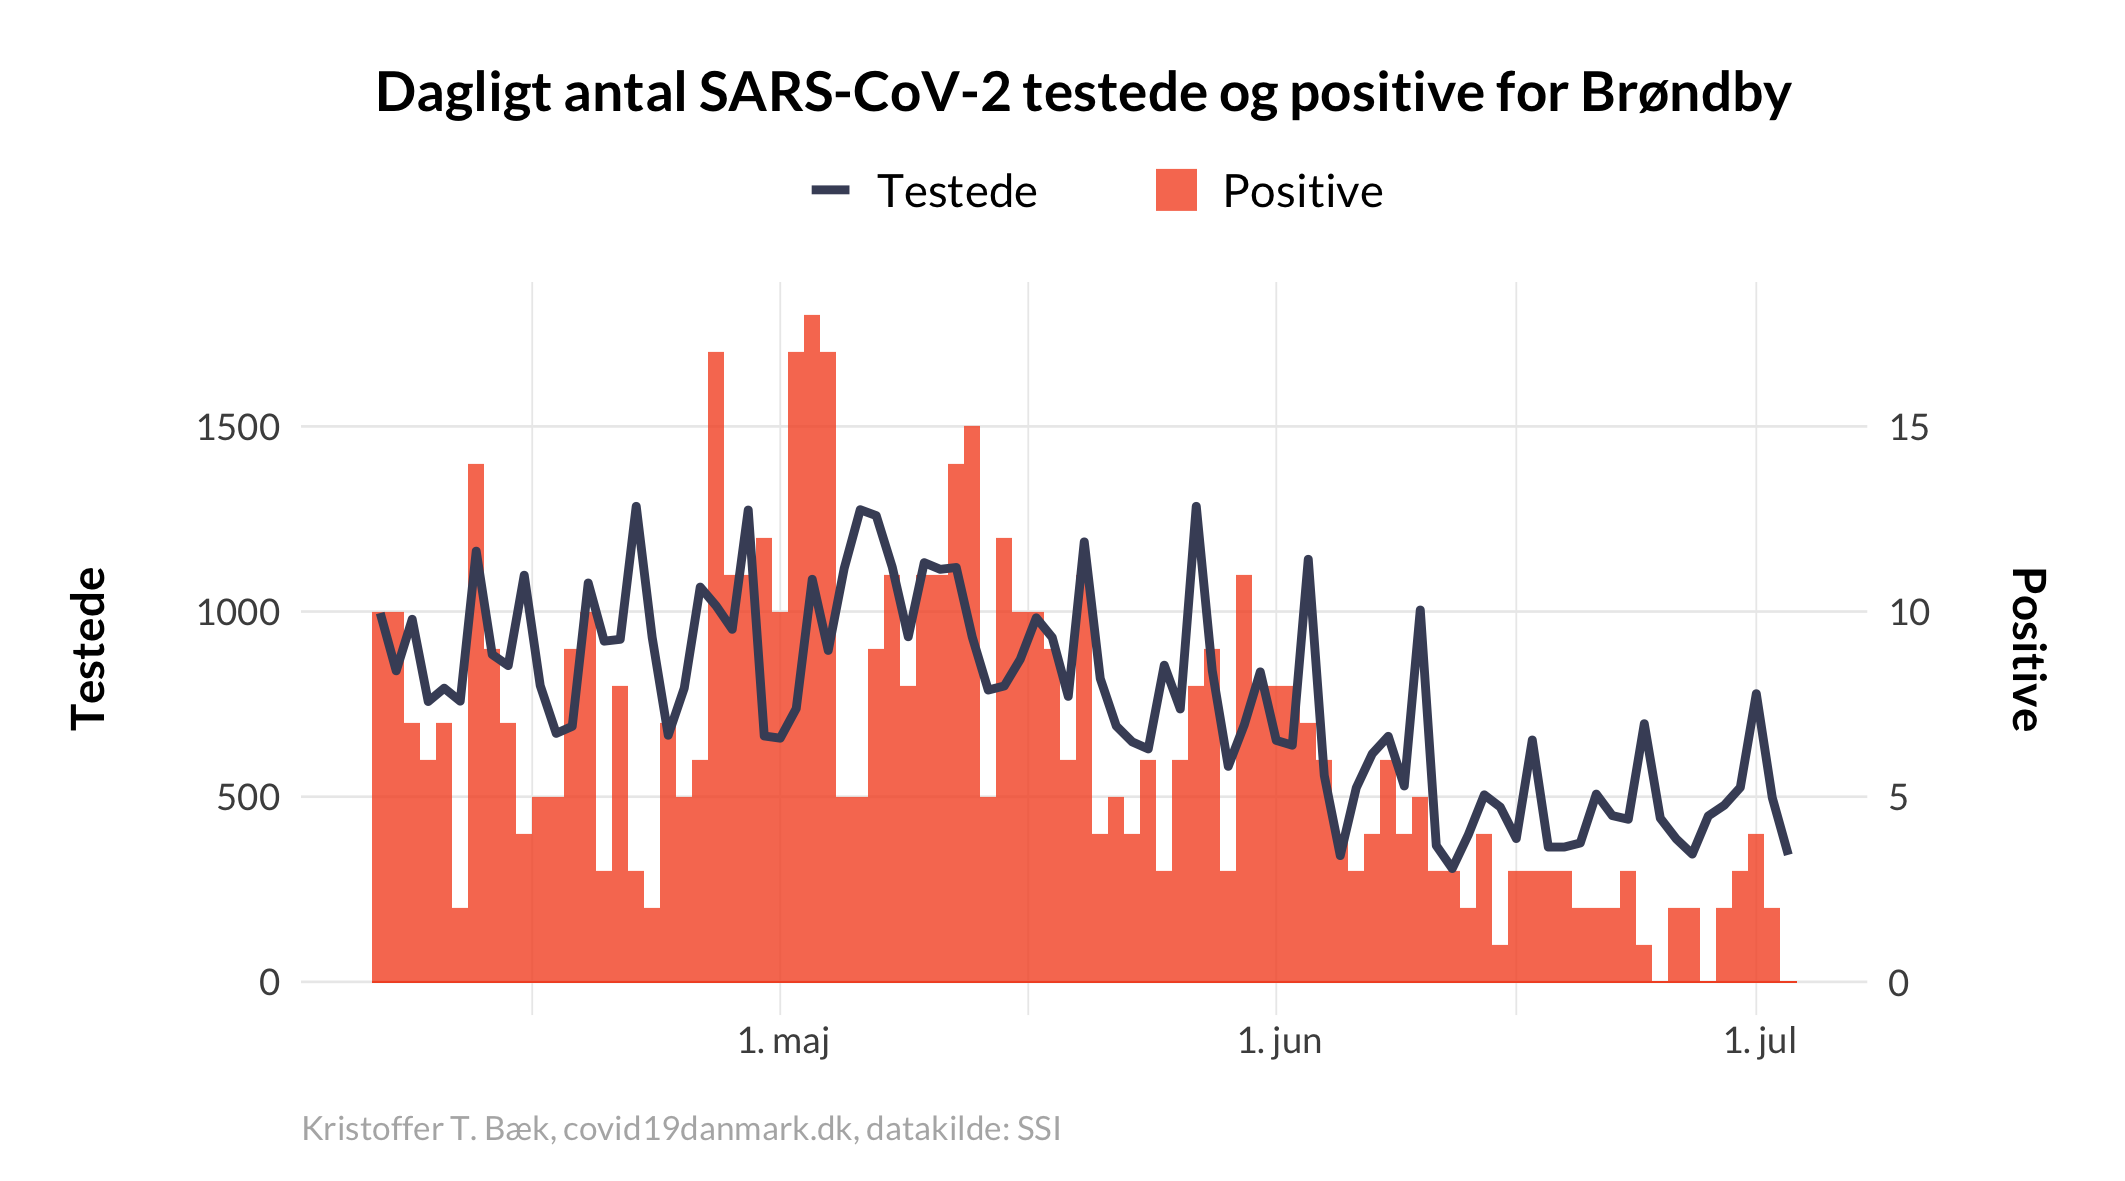 Dagligt antal SARS-CoV-2 testede og positive for Brøndby
Testede
Positive
1500
1000
500
0
15
10
5
0
Testede
Positive
1. maj
1. jun
1. jul
Kristoffer T. Bæk, covid19danmark.dk, datakilde: SSI